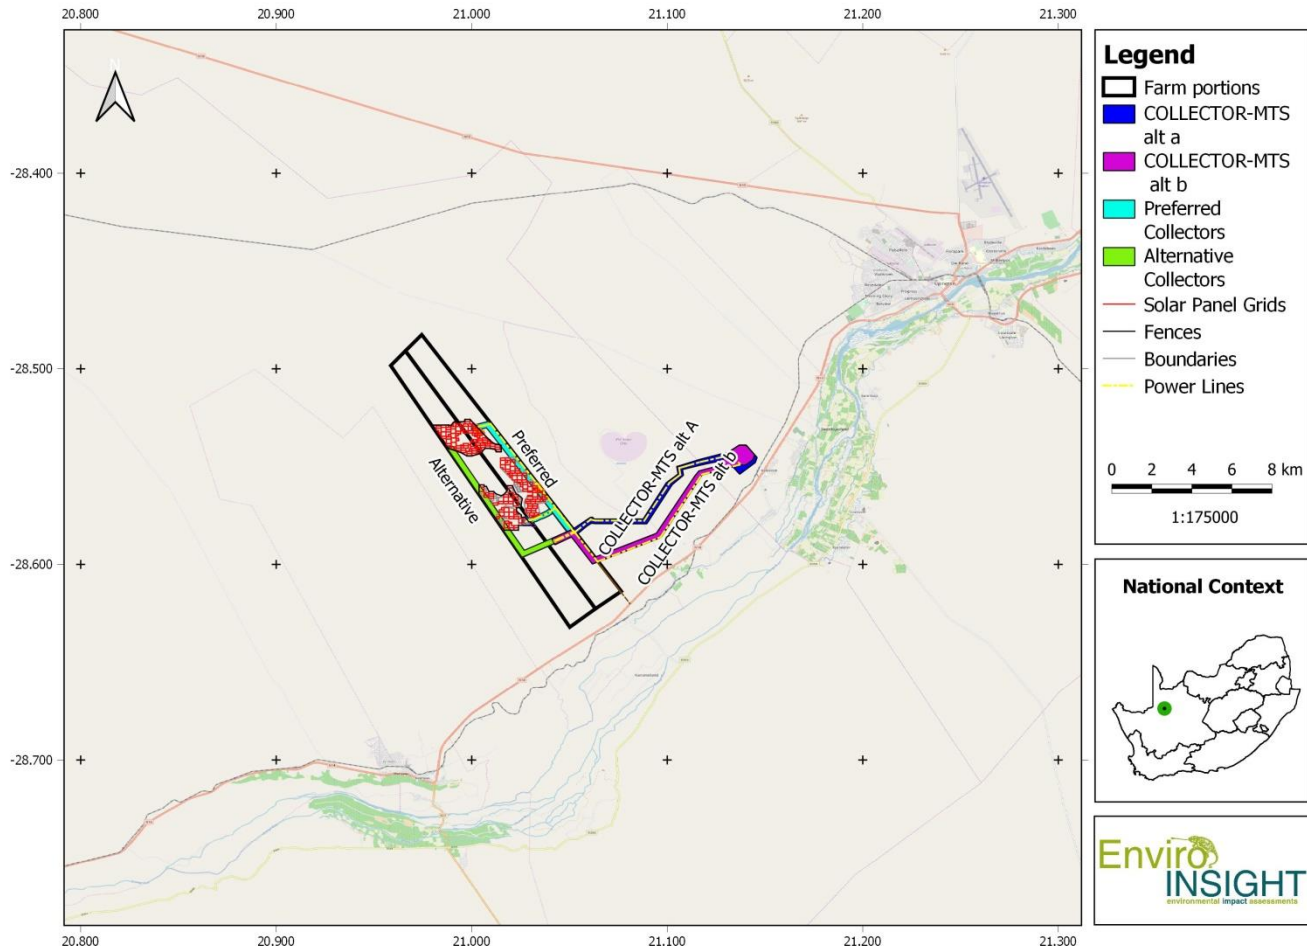 20.800 20.900 21.000 21.100 21.200 21.300
N
-28.400
-28.500
-28.600
-28.700
Preferred
Alternative
COLLECTOR-MTS alt A
COLLECTOR-MTS alt b
20.800 20.900 21.000 21.100 21.200 21.300
Legend
Farm portions
COLLECTOR-MTS
alt a
COLLECTOR-MTS
alt b
Preferred
Collectors
Alternative
Collectors
Solar Panel Grids
Fences
Boundaries
Power Lines
0 2 4 6 8 km
1:175000
National Context
Enviro
INSIGHT
environmental impact assessments